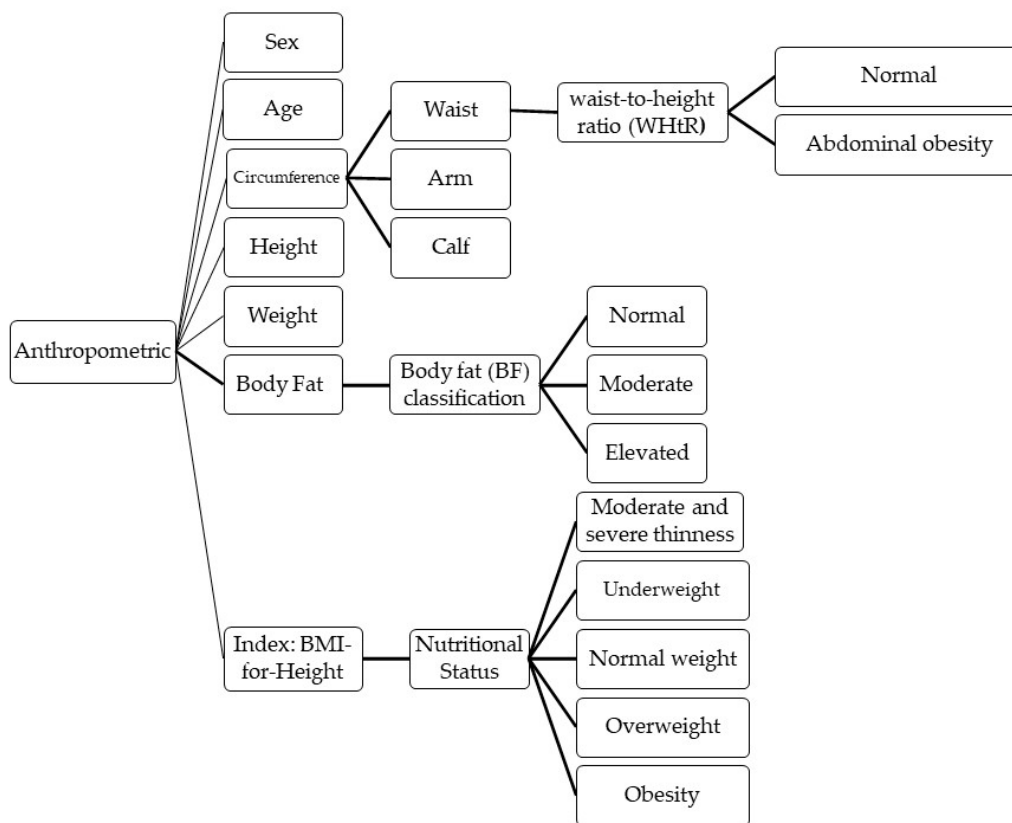 Anthropometric
Sex
Age
Circumference
Height
Weight
Body Fat
Index: BMI-
for-Height
Waist
Arm
Calf
waist-to-height
ratio (WHtR)
Normal
Abdominal obesity
Body fat (BF)
classification
Normal
Moderate
Elevated
Nutritional
Status
Moderate and
severe thinness
Underweight
Normal weight
Overweight
Obesity